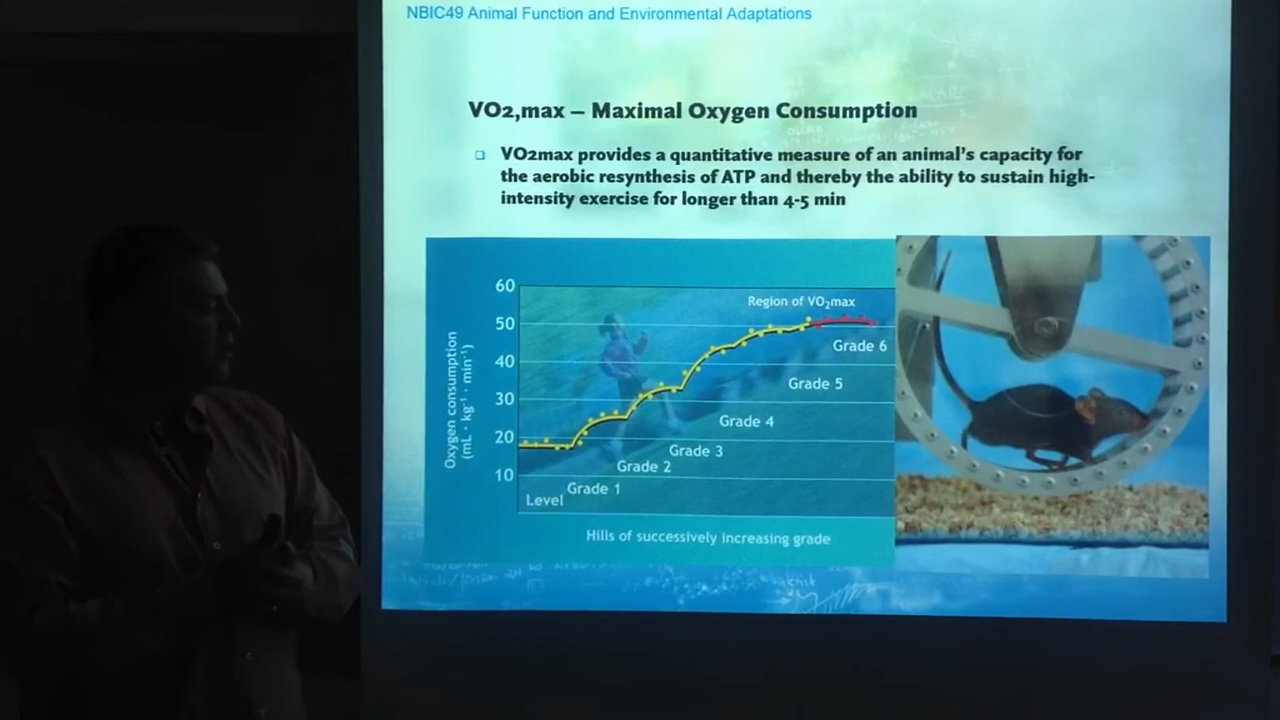 NBIC49 Animal Function and Environmental Adaptations
VO2,max – Maximal Oxygen Consumption
VO2max provides a quantitative measure of an animal's capacity for
the aerobic resynthesis of ATP and thereby the ability to sustain high-
intensity exercise for longer than 4-5 min
60
50
40
30
20
10
Oxygen consumption
(mL · kg⁻¹ · min⁻¹)
Region of VO₂max
Grade 6
Grade 5
Grade 4
Grade 3
Grade 2
Grade 1
Level
Hills of successively increasing grade